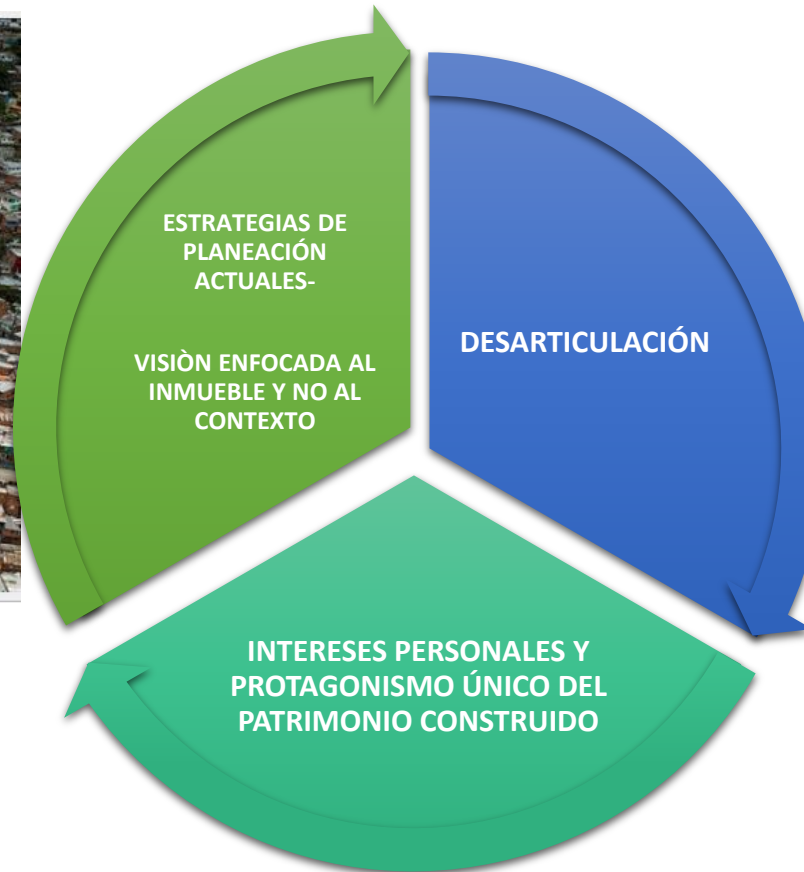 ESTRATEGIAS DE
PLANEACIÓN
ACTUALES-
VISIÒN ENFOCADA AL
INMUEBLE Y NO AL
CONTEXTO
DESARTICULACIÓN
INTERESES PERSONALES Y
PROTAGONISMO ÚNICO DEL
PATRIMONIO CONSTRUIDO